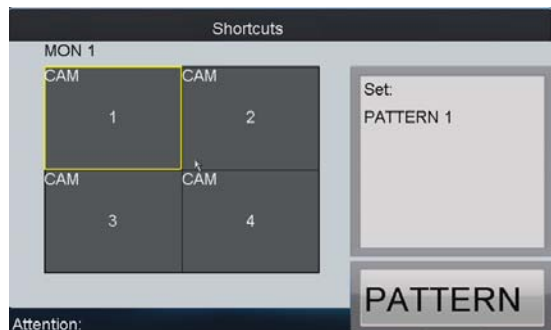 Shortcuts
MON 1
CAM
1
CAM
2
CAM
3
CAM
4
Set:
PATTERN 1
PATTERN
Attention: